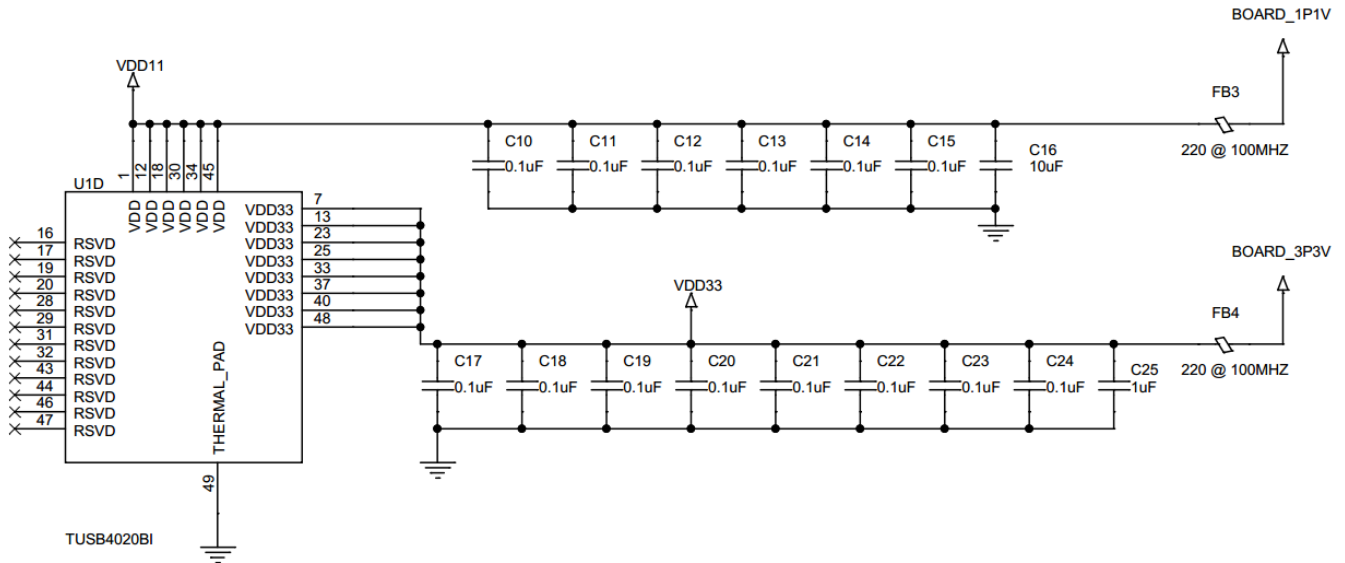 BOARD_1P1V
VDD11
FB3
C10 C11 C12 C13 C14 C15 C16
0.1uF 0.1uF 0.1uF 0.1uF 0.1uF 0.1uF 10uF
220 @ 100MHZ
1 12 18 30 34 45
U1D
VDD VDD VDD VDD VDD VDD
VDD33 7
VDD33 13
16 RSVD VDD33 23
17 RSVD VDD33 25
19 RSVD VDD33 33
20 RSVD VDD33 37
28 RSVD VDD33 40
29 RSVD VDD33 48
31 RSVD
32 RSVD
43 RSVD
44 RSVD
46 RSVD
47 RSVD
THERMAL_PAD
49
TUSB4020BI
BOARD_3P3V
VDD33
FB4
C17 C18 C19 C20 C21 C22 C23 C24 C25
0.1uF 0.1uF 0.1uF 0.1uF 0.1uF 0.1uF 0.1uF 0.1uF 1uF
220 @ 100MHZ